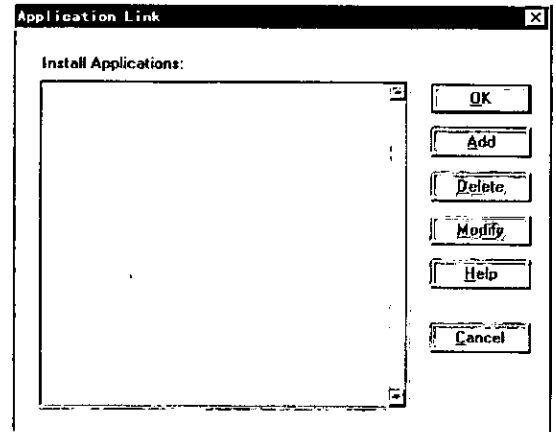 Application Link
Install Applications:
OK
Add
Delete
Modify
Help
Cancel